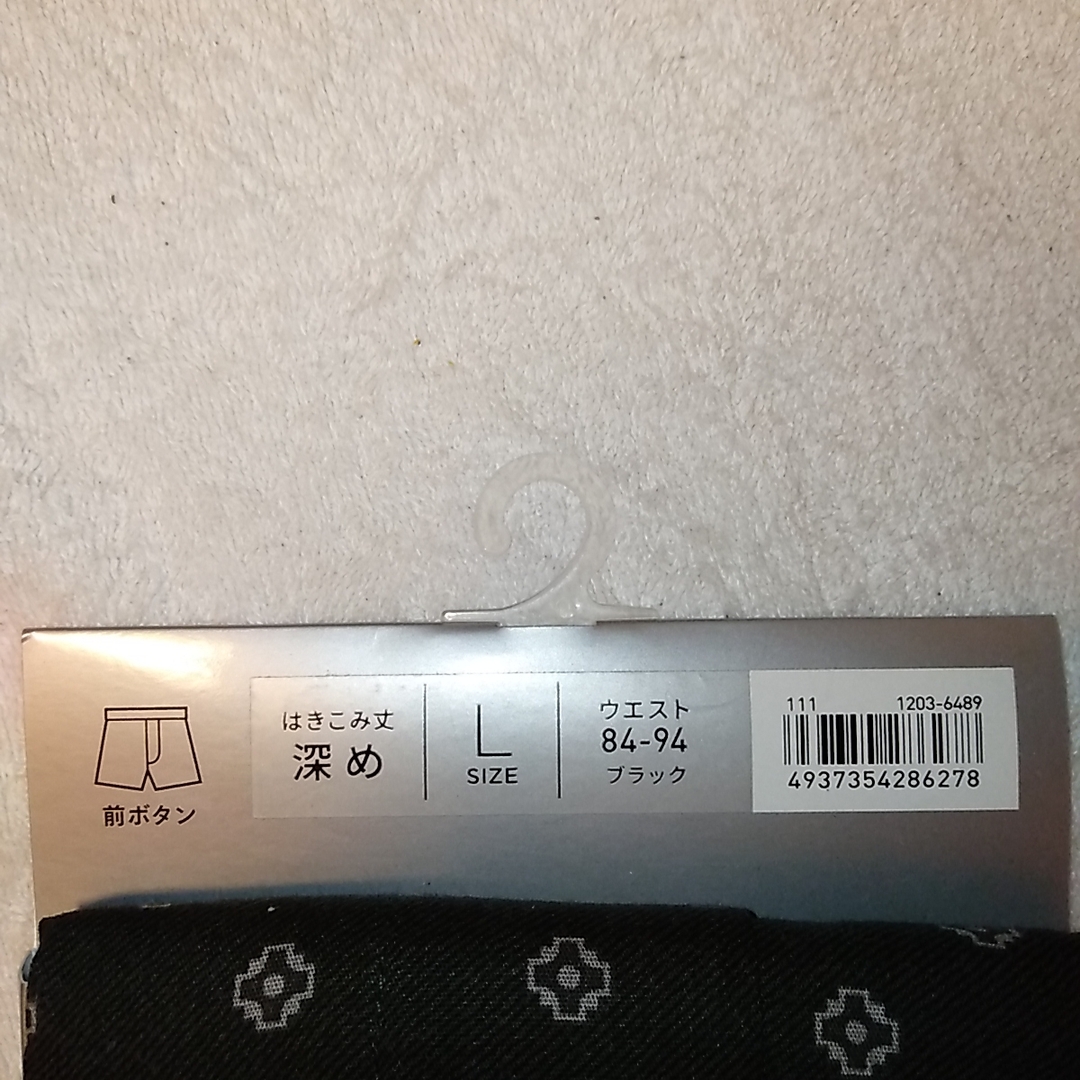 前ボタン
はきこみ丈
深め
L
SIZE
ウエスト
84-94
ブラック
111 1203-6489
4937354286278